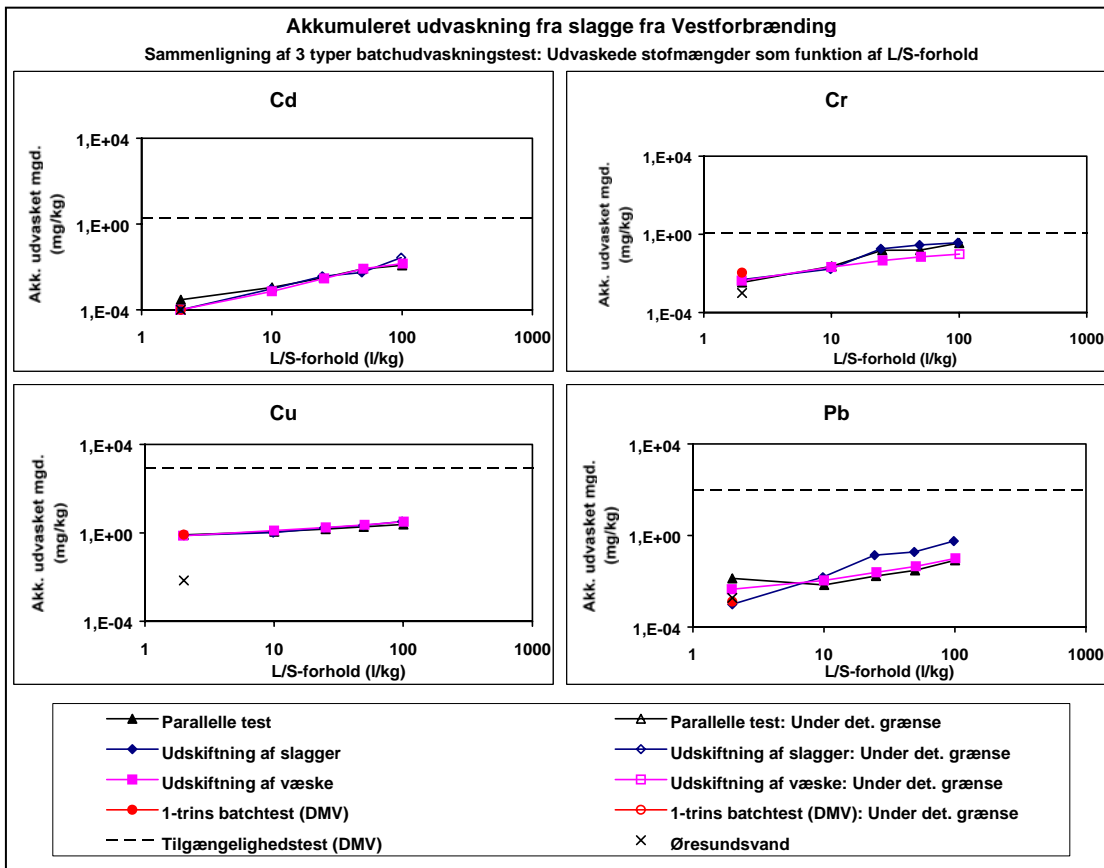 Akkumuleret udvaskning fra slagge fra Vestforbrænding
Sammenligning af 3 typer batchudvaskningstest: Udvaskede stofmængder som funktion af L/S-forhold
Cd
Akk. udvasket mgd.
(mg/kg)
1,E+04
1,E+00
1,E-04
1 10 100 1000
L/S-forhold (l/kg)
Cr
Akk. udvasket mgd.
(mg/kg)
1,E+04
1,E+00
1,E-04
1 10 100 1000
L/S-forhold (l/kg)
Cu
Akk. udvasket mgd.
(mg/kg)
1,E+04
1,E+00
1,E-04
1 10 100 1000
L/S-forhold (l/kg)
Pb
Akk. udvasket mgd.
(mg/kg)
1,E+04
1,E+00
1,E-04
1 10 100 1000
L/S-forhold (l/kg)
Parallelle test
Udskiftning af slagger
Udskiftning af væske
1-trins batchtest (DMV)
Tilgængelighedstest (DMV)
Parallelle test: Under det. grænse
Udskiftning af slagger: Under det. grænse
Udskiftning af væske: Under det. grænse
1-trins batchtest (DMV): Under det. grænse
Øresundsvand